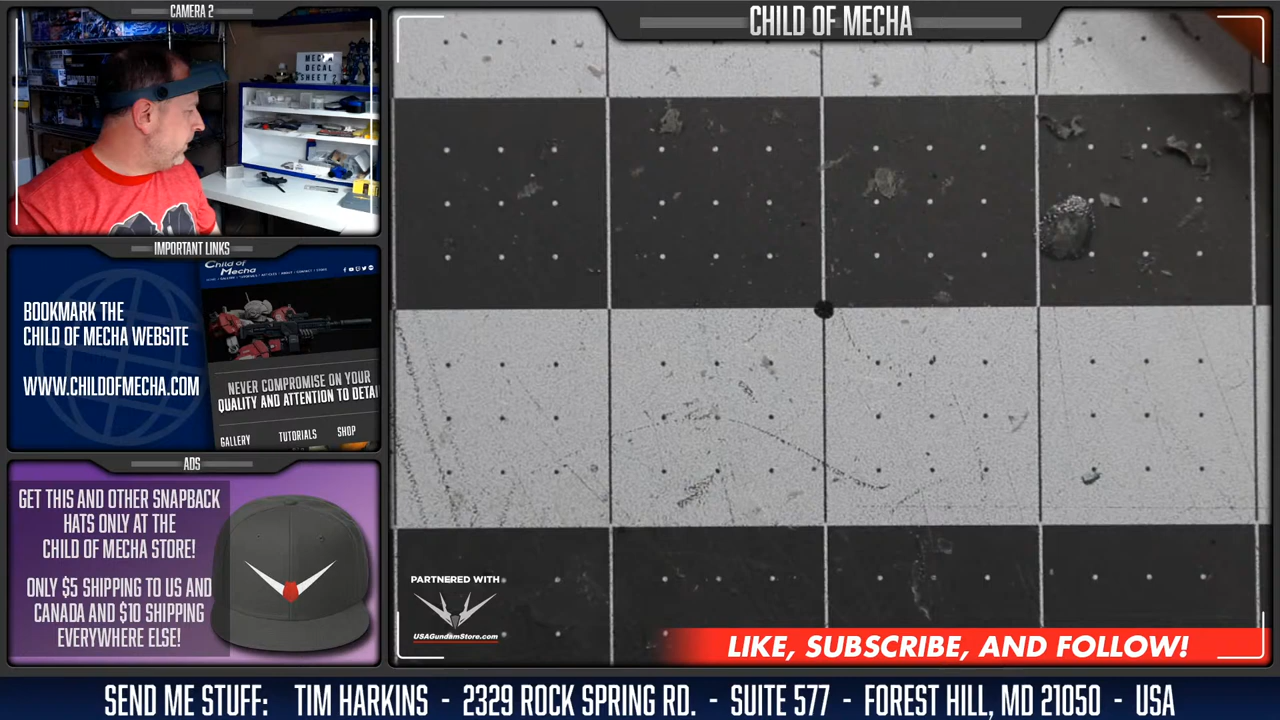 CAMERA 2
CHILD OF MECHA
MECHA
DECAL
SHEET ?
IMPORTANT LINKS
BOOKMARK THE
CHILD OF MECHA WEBSITE
WWW.CHILDOFMECHA.COM
Child of
Mecha
NEVER COMPROMISE ON YOUR
QUALITY AND ATTENTION TO DETAI
GALLERY TUTORIALS SHOP
ADS
GET THIS AND OTHER SNAPBACK
HATS ONLY AT THE
CHILD OF MECHA STORE!
ONLY $5 SHIPPING TO US AND
CANADA AND $10 SHIPPING
EVERYWHERE ELSE!
PARTNERED WITH
USAGundamStore.com
LIKE, SUBSCRIBE, AND FOLLOW!
SEND ME STUFF: TIM HARKINS - 2329 ROCK SPRING RD. - SUITE 577 - FOREST HILL, MD 21050 - USA